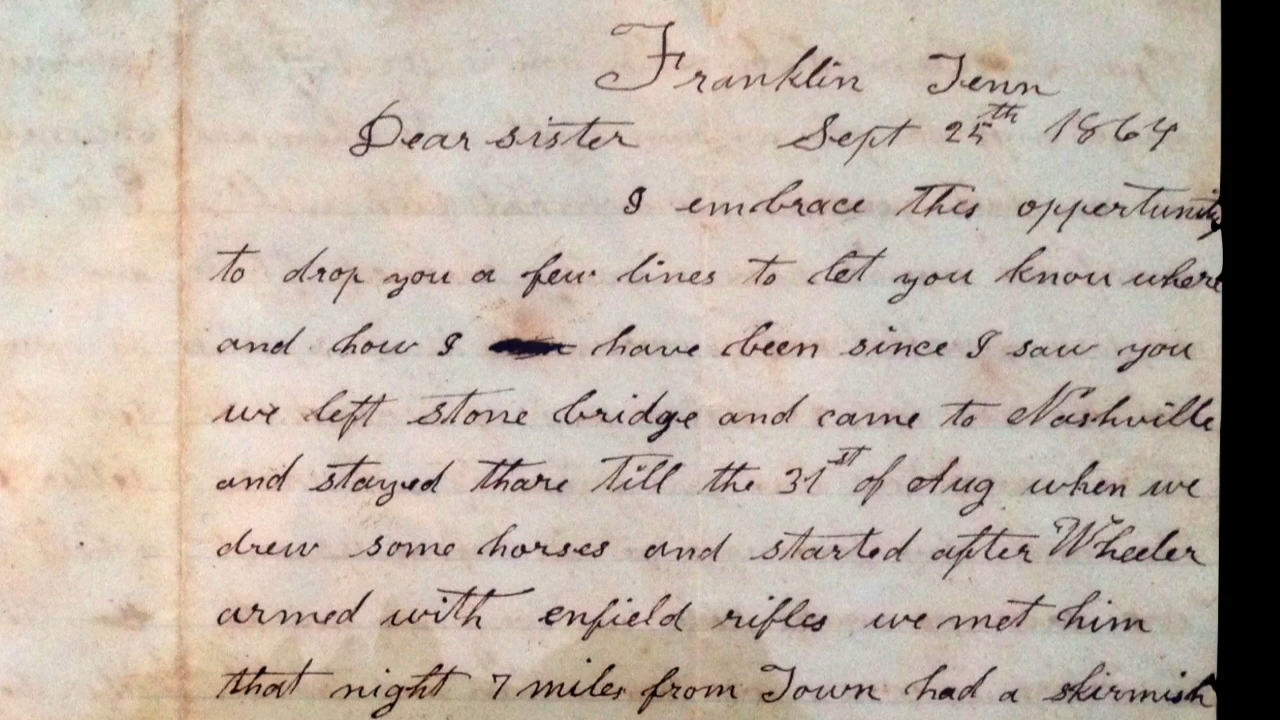 Franklin Tenn
Dear sister Sept 25th 1864
I embrace this oppertunity
to drop you a few lines to let you know where
and how I have been since I saw you
we left stone bridge and came to Nashville
and stayed thare till the 31st of Aug when we
drew some horses and started after Wheeler
armed with enfield rifles we met him
that night 7 miles from Town had a skirmish